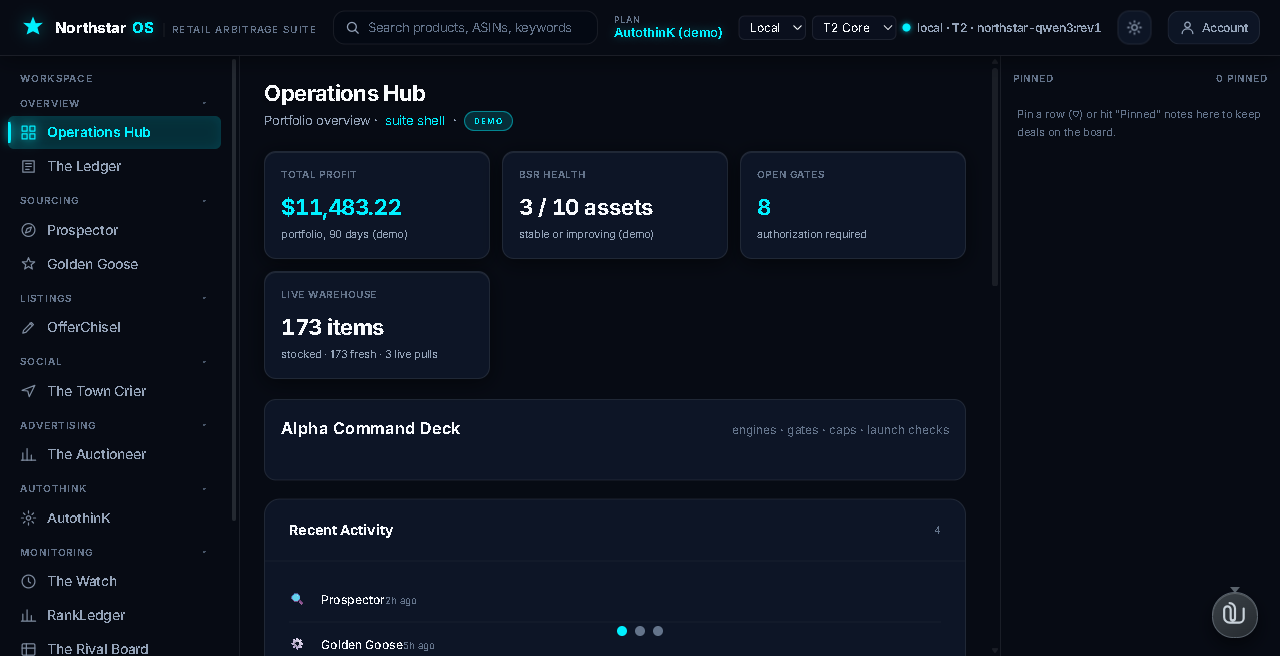 Northstar OS
RETAIL ARBITRAGE SUITE
Search products, ASINs, keywords
PLAN
AutothinK (demo)
Local
T2 Core
local · T2 · northstar-qwen3:rev1
Account
WORKSPACE
OVERVIEW
Operations Hub
The Ledger
SOURCING
Prospector
Golden Goose
LISTINGS
OfferChisel
SOCIAL
The Town Crier
ADVERTISING
The Auctioneer
AUTOTHINK
AutothinK
MONITORING
The Watch
RankLedger
The Rival Board
Operations Hub
Portfolio overview · suite shell · DEMO
TOTAL PROFIT
$11,483.22
portfolio, 90 days (demo)
BSR HEALTH
3 / 10 assets
stable or improving (demo)
OPEN GATES
8
authorization required
LIVE WAREHOUSE
173 items
stocked · 173 fresh · 3 live pulls
Alpha Command Deck
engines · gates · caps · launch checks
Recent Activity
4
Prospector 2h ago
Golden Goose 5h ago
PINNED
0 PINNED
Pin a row (♡) or hit "Pinned" notes here to keep
deals on the board.